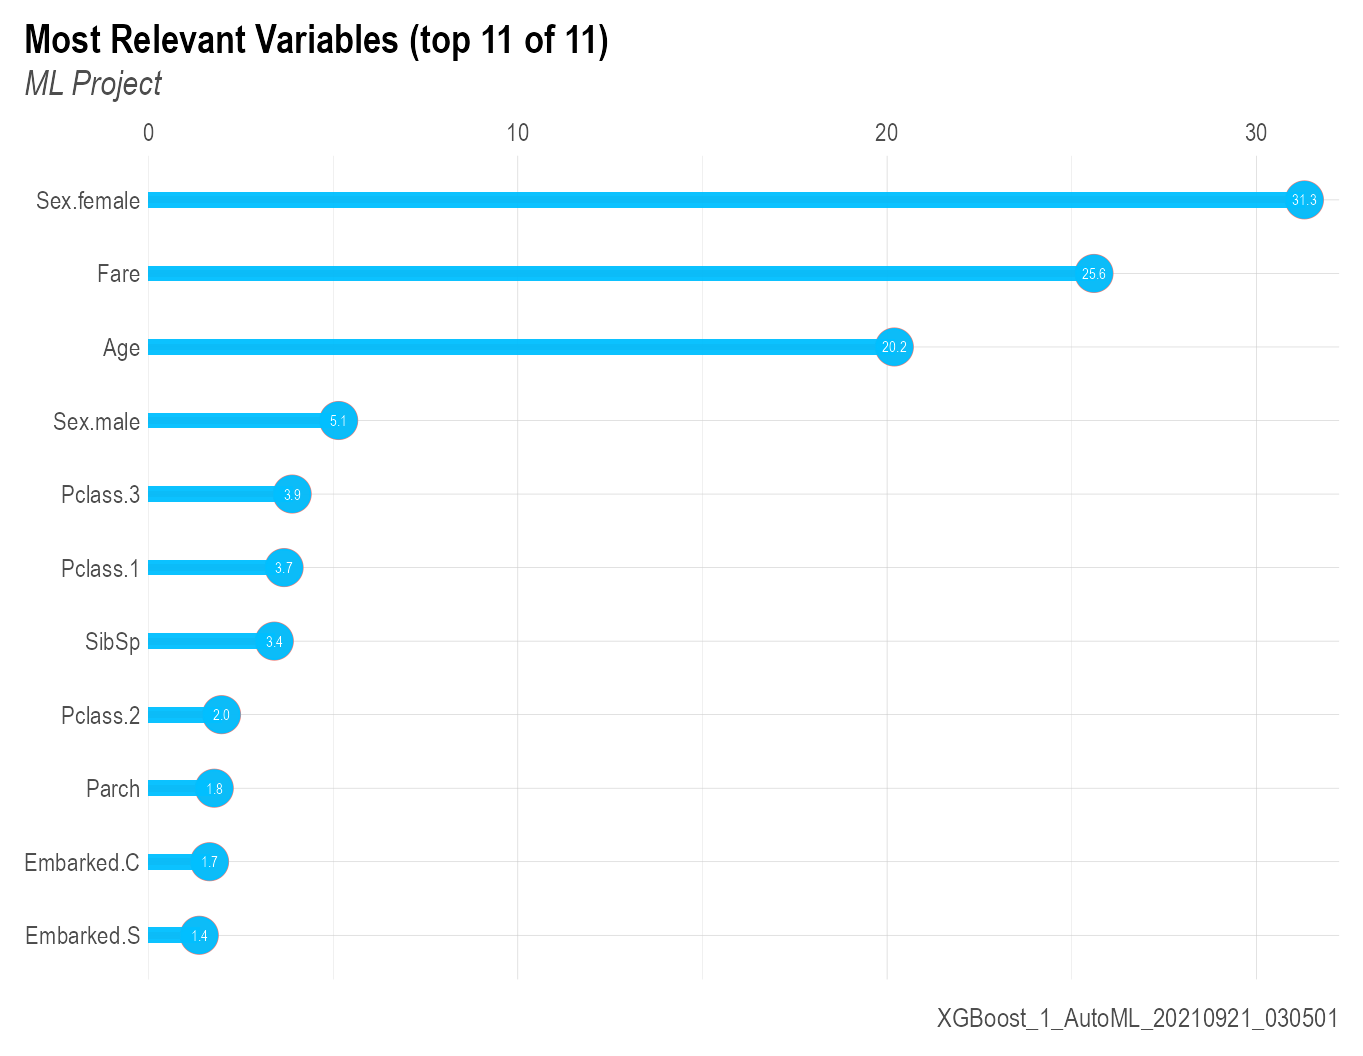 Most Relevant Variables (top 11 of 11)
ML Project
0 10 20 30
Sex.female 31.3
Fare 25.6
Age 20.2
Sex.male 5.1
Pclass.3 3.9
Pclass.1 3.7
SibSp 3.4
Pclass.2 2.0
Parch 1.8
Embarked.C 1.7
Embarked.S 1.4
XGBoost_1_AutoML_20210921_030501